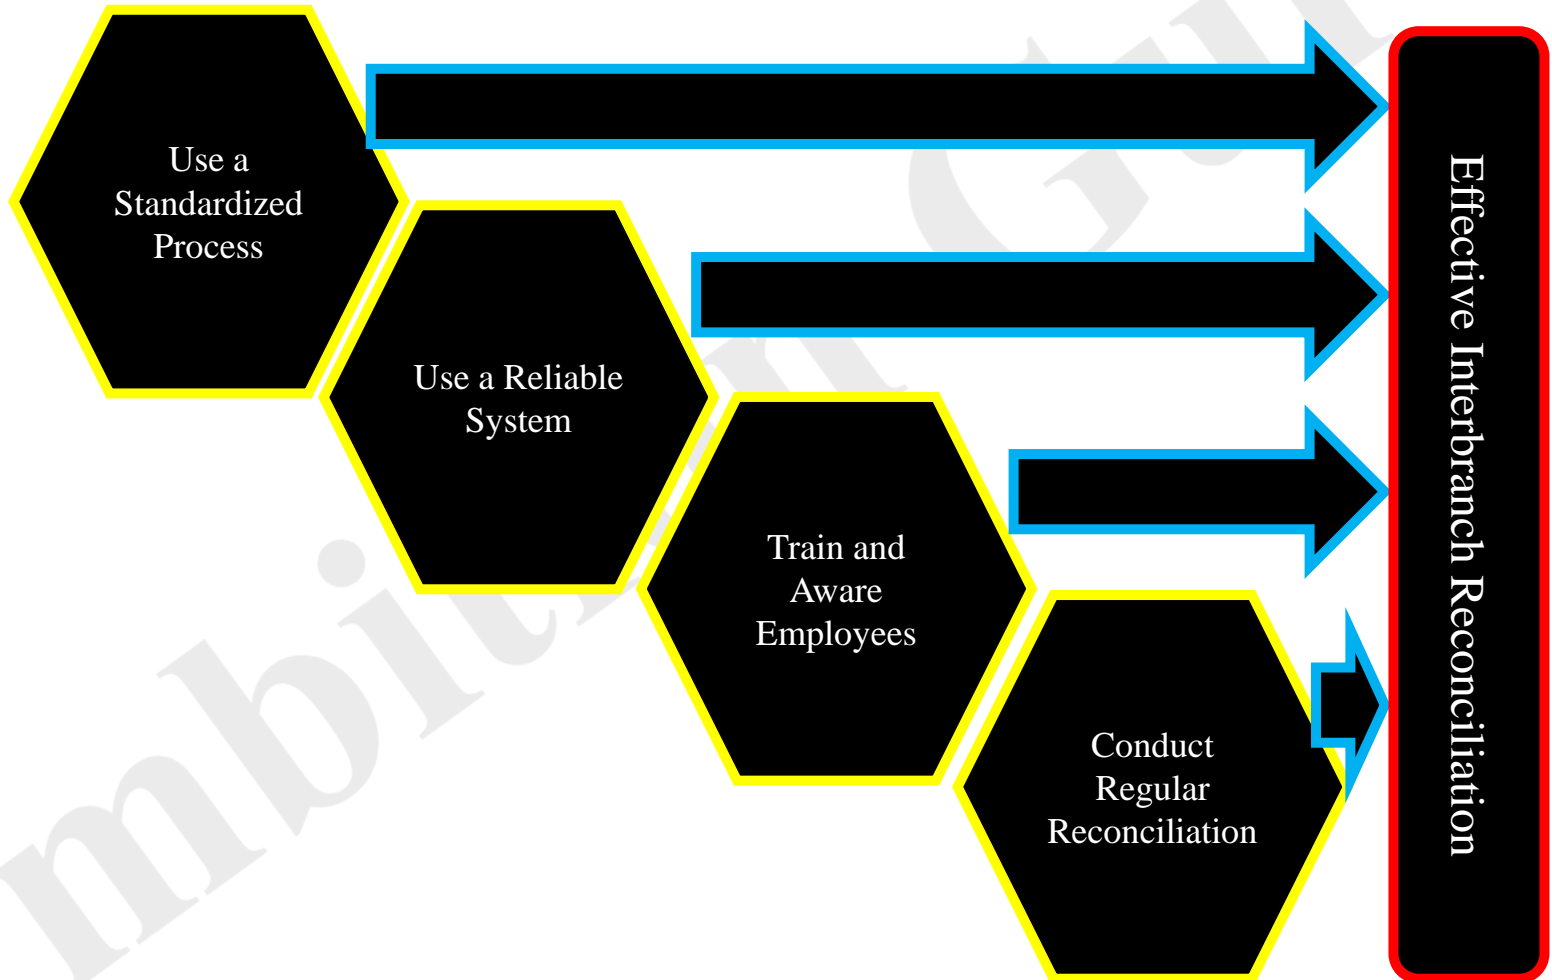 Use a
Standardized
Process
Use a Reliable
System
Train and
Aware
Employees
Conduct
Regular
Reconciliation
Effective Interbranch Reconciliation